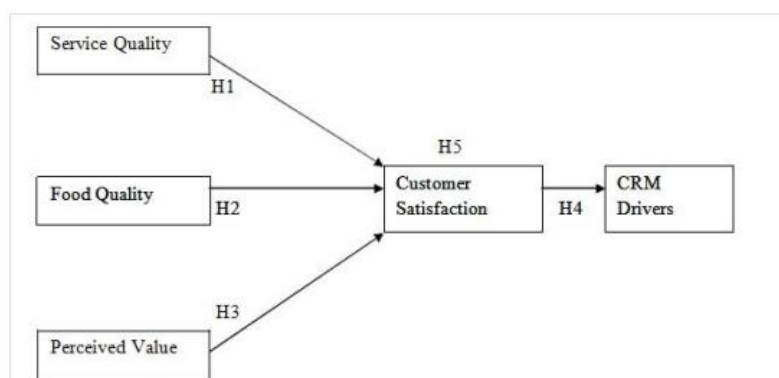 Service Quality
H1
H5
Customer
Satisfaction
CRM
Drivers
Food Quality
H2
H4
H3
Perceived Value